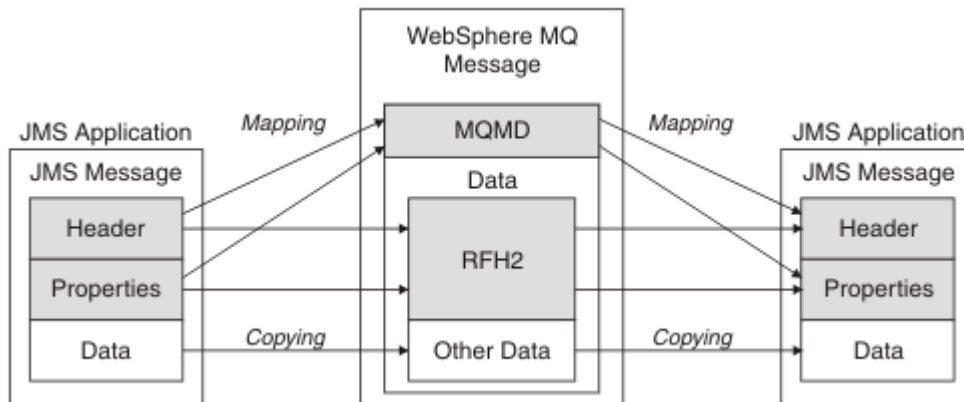 WebSphere MQ
Message
JMS Application
JMS Message
Header
Properties
Data
Mapping
Copying
MQMD
Data
RFH2
Other Data
Mapping
Copying
JMS Application
JMS Message
Header
Properties
Data